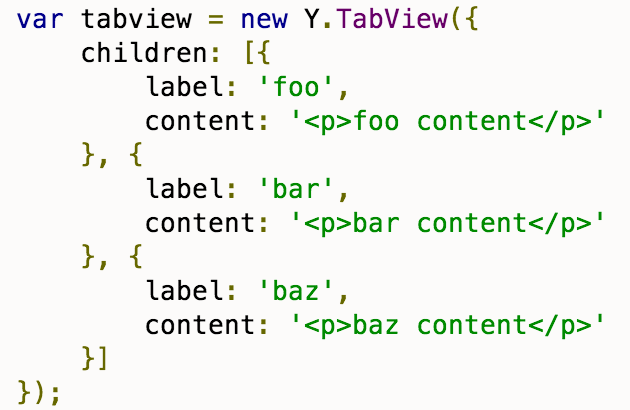 var tabview = new Y.TabView({
    children: [{
        label: 'foo',
        content: '<p>foo content</p>'
    }, {
        label: 'bar',
        content: '<p>bar content</p>'
    }, {
        label: 'baz',
        content: '<p>baz content</p>'
    }]
});